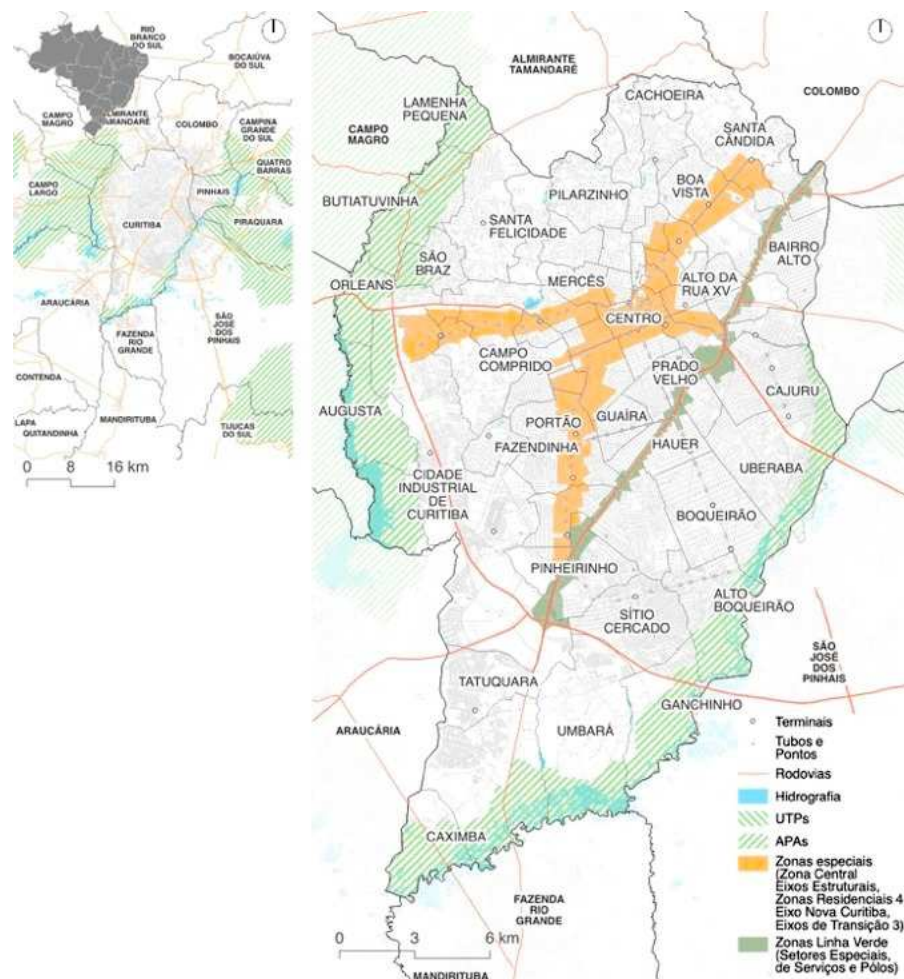 RIO
BRANCO
DO SUL
BOCAIÚVA
DO SUL
CAMPO
MAGRO
ALMIRANTE
TAMANDARÉ
COLOMBO
CAMPINA
GRANDE
DO SUL
QUATRO
BARRAS
CAMPO
LARGO
PINHAIS
CURITIBA
PIRAQUARA
ARAUCÁRIA
FAZENDA
RIO
GRANDE
SÃO
JOSÉ
DOS
PINHAIS
CONTENDA
LAPA
QUITANDINHA
MANDIRITUBA
TIJUCAS
DO SUL
0 8 16 km
ALMIRANTE
TAMANDARÉ
COLOMBO
CACHOEIRA
LAMENHA
PEQUENA
CAMPO
MAGRO
SANTA
CÂNDIDA
BOA
VISTA
PILARZINHO
BUTIATUVINHA
SANTA
FELICIDADE
BAIRRO
ALTO
SÃO
BRAZ
MERCÊS
ALTO DA
RUA XV
ORLEANS
CENTRO
CAMPO
COMPRIDO
PRADO
VELHO
CAJURU
AUGUSTA
PORTÃO
GUAÍRA
FAZENDINHA
HAUER
UBERABA
CIDADE
INDUSTRIAL
DE
CURITIBA
BOQUEIRÃO
PINHEIRINHO
ALTO
BOQUEIRÃO
SÍTIO
CERCADO
SÃO
JOSÉ
DOS
PINHAIS
TATUQUARA
GANCHINHO
ARAUCÁRIA
UMBARÁ
CAXIMBA
FAZENDA
RIO
GRANDE
MANDIRITUBA
0 3 6 km
Terminais
Tubos e
Pontos
Rodovias
Hidrografia
UTPs
APAs
Zonas especiais
(Zona Central
Eixos Estruturais,
Zonas Residenciais 4
Eixo Nova Curitiba,
Eixos de Transição 3)
Zonas Linha Verde
(Setores Especiais,
de Serviços e Pólos)